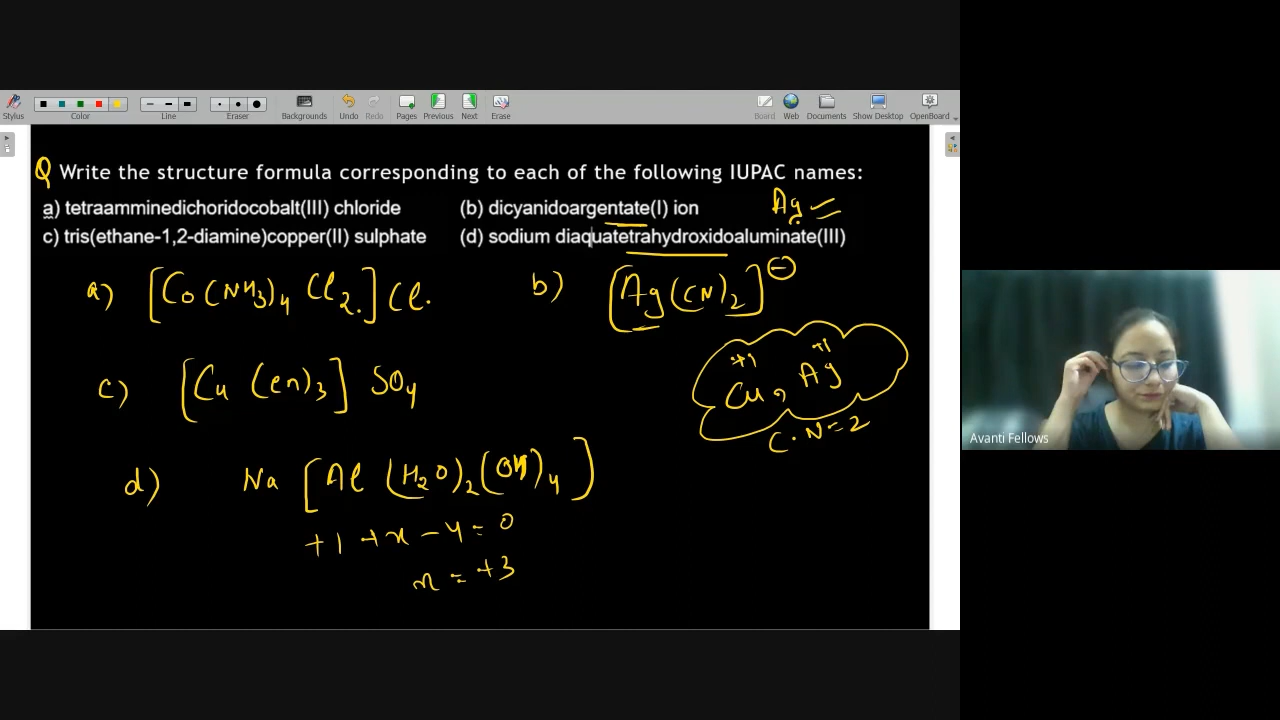 Stylus Color Line Eraser Backgrounds Undo Redo Pages Previous Next Erase Board Web Documents Show Desktop OpenBoard
Q Write the structure formula corresponding to each of the following IUPAC names:
a) tetraamminedichoridocobalt(III) chloride
(b) dicyanidoargentate(I) ion
Ag
c) tris(ethane-1,2-diamine)copper(II) sulphate
(d) sodium diaquatetrahydroxidoaluminate(III)
a) [Co(NH3)4 Cl2.]Cl.
b) [Ag(CN)2]⊖
+1 +1
Cu, Ag
C.N=2
c) [Cu (en)3] SO4
d) Na [Al (H2O)2(OH)4]
+1 +x -4=0
x = +3
Avanti Fellows